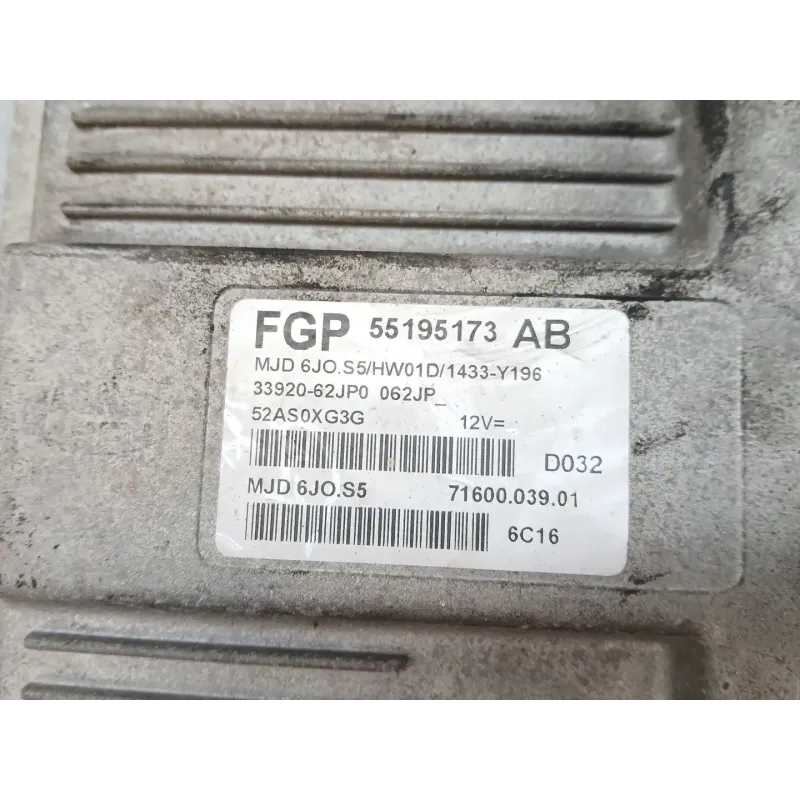 FGP 55195173 AB
MJD 6JO.S5/HW01D/1433-Y196
33920-62JP0 062JP_
52AS0XG3G 12V=
D032
MJD 6JO.S5 71600.039.01
6C16